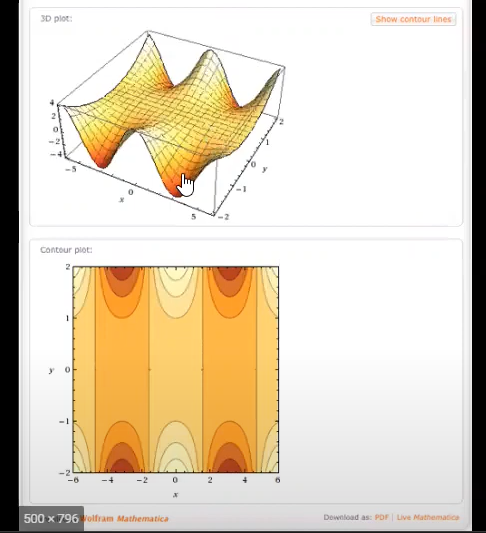 3D plot:
Show contour lines
4
2
0
−2
−4
−5
0
5
x
2
1
0
−1
−2
y
Contour plot:
2
1
y 0
−1
−2
−6 −4 −2 0 2 4 6
x
500 × 796
Wolfram Mathematica
Download as: PDF | Live Mathematica